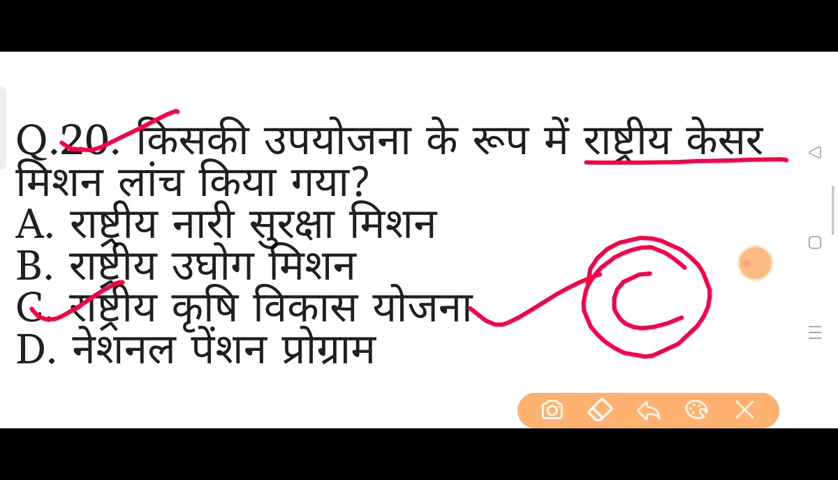 Q.20. किसकी उपयोजना के रूप में राष्ट्रीय केसर
मिशन लांच किया गया?
A. राष्ट्रीय नारी सुरक्षा मिशन
B. राष्ट्रीय उघोग मिशन
C. राष्ट्रीय कृषि विकास योजना
D. नेशनल पेंशन प्रोग्राम
C